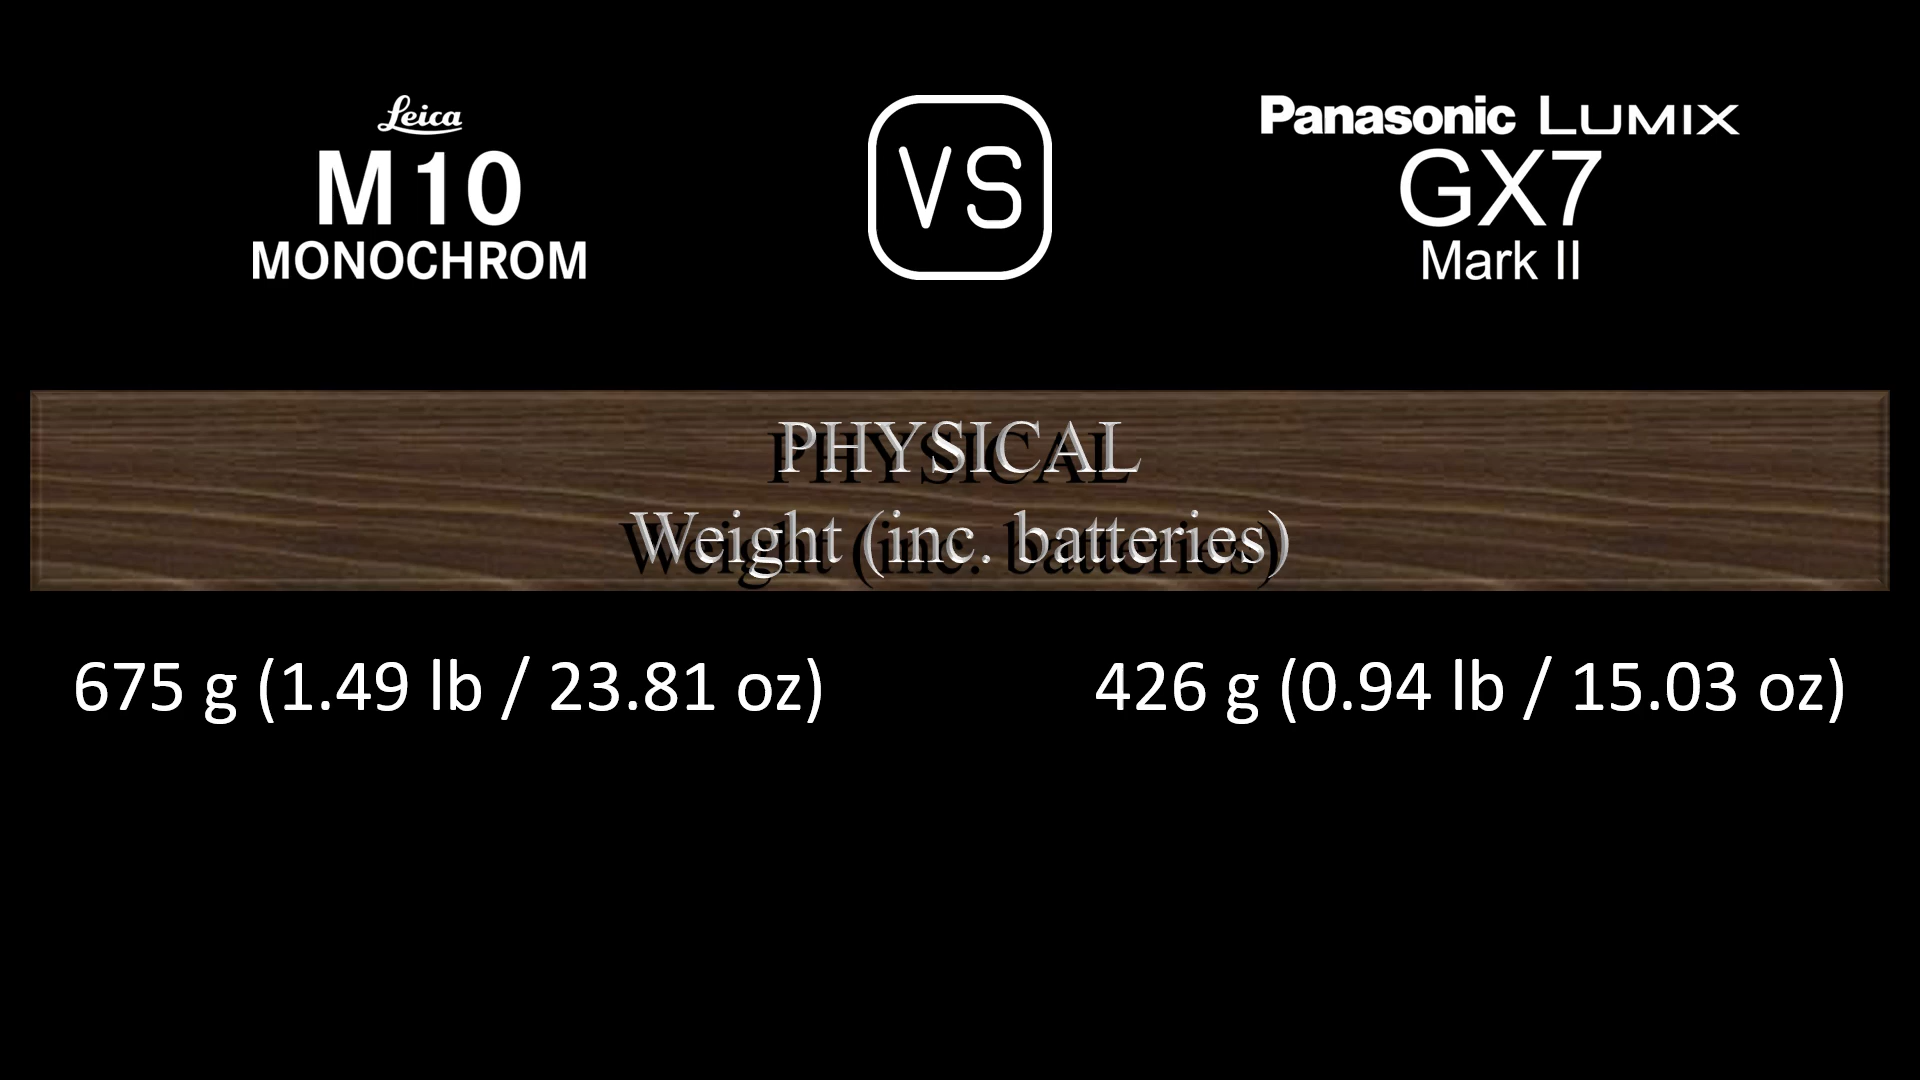 Leica
M10
MONOCHROM
VS
Panasonic LUMIX
GX7
Mark II
PHYSICAL
Weight (inc. batteries)
675 g (1.49 lb / 23.81 oz)
426 g (0.94 lb / 15.03 oz)